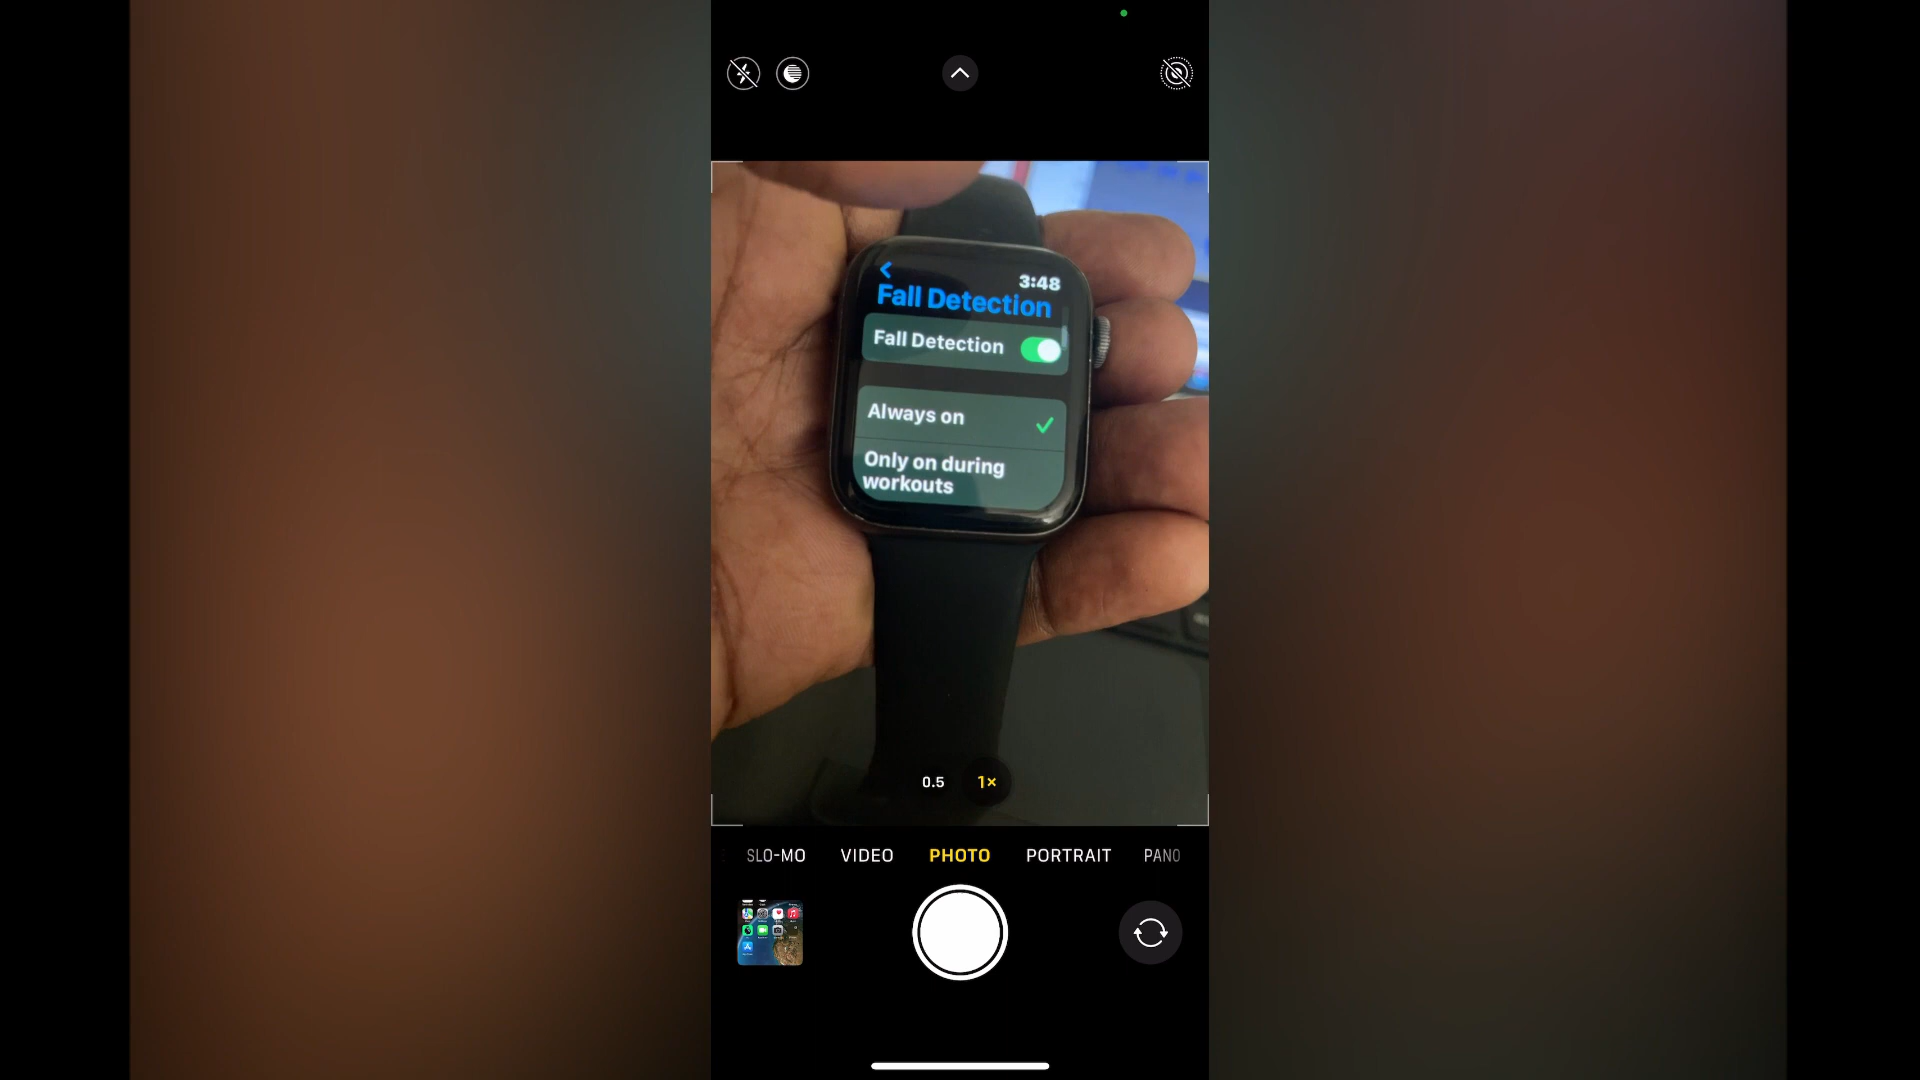 3:48
Fall Detection
Fall Detection
Always on
Only on during
workouts
0.5 1×
SLO-MO VIDEO PHOTO PORTRAIT PANO